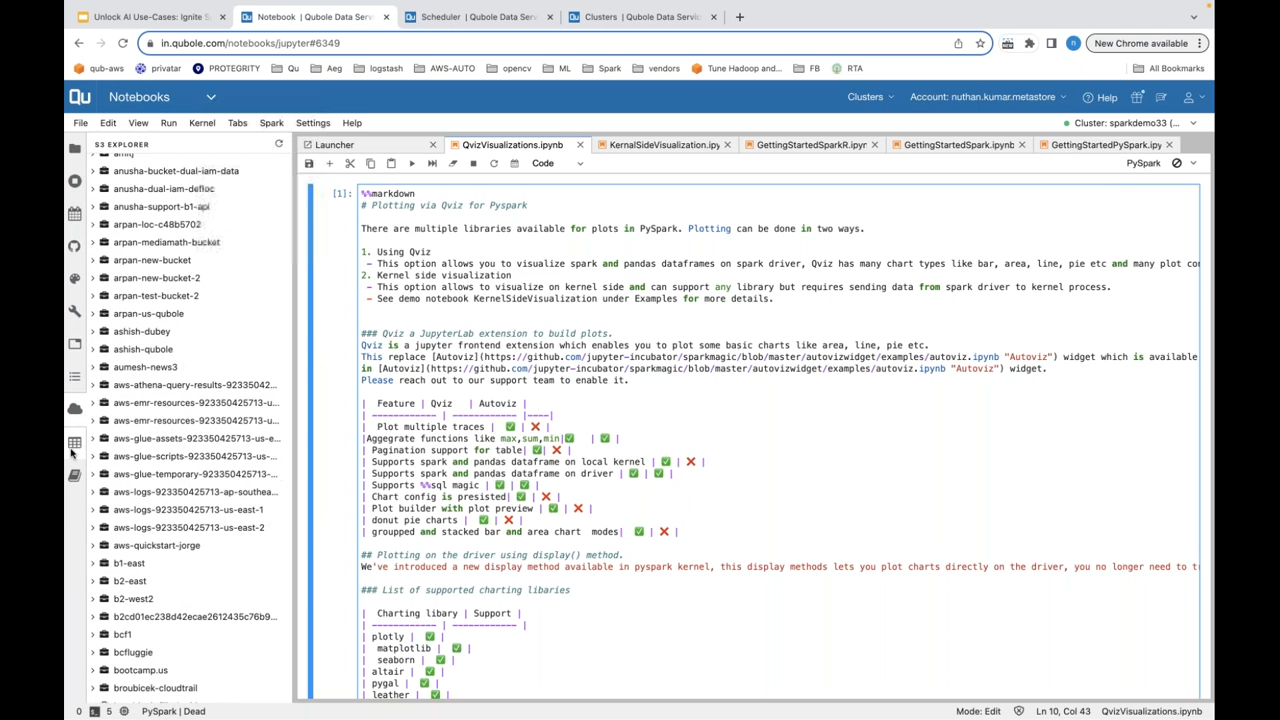 Unlock AI Use-Cases: Ignite S
Notebook | Qubole Data Serv
Scheduler | Qubole Data Servic
Clusters | Qubole Data Service
in.qubole.com/notebooks/jupyter#6349
New Chrome available
qub-aws
privatar
PROTEGRITY
Qu
Aeg
logstash
AWS-AUTO
opencv
ML
Spark
vendors
Tune Hadoop and...
FB
RTA
All Bookmarks
Qu Notebooks
Clusters
Account: nuthan.kumar.metastore
Help
File Edit View Run Kernel Tabs Spark Settings Help
Cluster: sparkdemo33 (...
S3 EXPLORER
Launcher
QvizVisualizations.ipynb
KernalSideVisualization.ipy
GettingStartedSparkR.ipynb
GettingStartedSpark.ipynb
GettingStartedPySpark.ipy
Code
PySpark
amitj
anusha-bucket-dual-iam-data
anusha-dual-iam-defloc
anusha-support-b1-api
arpan-loc-c48b5702
arpan-mediamath-bucket
arpan-new-bucket
arpan-new-bucket-2
arpan-test-bucket-2
arpan-us-qubole
ashish-dubey
ashish-qubole
aumesh-news3
aws-athena-query-results-9233504...
aws-emr-resources-923350425713-u...
aws-emr-resources-923350425713-u...
aws-glue-assets-923350425713-us-e...
aws-glue-scripts-923350425713-us-...
aws-glue-temporary-923350425713-...
aws-logs-923350425713-ap-southea...
aws-logs-923350425713-us-east-1
aws-logs-923350425713-us-east-2
aws-quickstart-jorge
b1-east
b2-east
b2-west2
b2cd01ec238d42ecae2612435c76b9...
bcf1
bcfluggie
bootcamp.us
broubicek-cloudtrail
[1]: %%markdown
# Plotting via Qviz for Pyspark
There are multiple libraries available for plots in PySpark. Plotting can be done in two ways.
1. Using Qviz
- This option allows you to visualize spark and pandas dataframes on spark driver, Qviz has many chart types like bar, area, line, pie etc and many plot con
2. Kernel side visualization
- This option allows to visualize on kernel side and can support any library but requires sending data from spark driver to kernel process.
- See demo notebook KernelSideVisualization under Examples for more details.
### Qviz a JupyterLab extension to build plots.
Qviz is a jupyter frontend extension which enables you to plot some basic charts like area, line, pie etc.
This replace [Autoviz](https://github.com/jupyter-incubator/sparkmagic/blob/master/autovizwidget/examples/autoviz.ipynb "Autoviz") widget which is available
in [Autoviz](https://github.com/jupyter-incubator/sparkmagic/blob/master/autovizwidget/examples/autoviz.ipynb "Autoviz") widget.
Please reach out to our support team to enable it.
| Feature | Qviz | Autoviz |
| ------------ | ------------ |----|
| Plot multiple traces | ✅ | ❌
|Aggegrate functions like max,sum,min|✅ | ✅ |
| Pagination support for table| ✅| ❌ |
| Supports spark and pandas dataframe on local kernel | ✅ | ❌ |
| Supports spark and pandas dataframe on driver | ✅ | ✅ |
| Supports %%sql magic | ✅ | ✅ |
| Chart config is presisted| ✅ | ❌ |
| Plot builder with plot preview | ✅ | ❌ |
| donut pie charts | ✅ | ❌ |
| groupped and stacked bar and area chart modes| ✅ | ❌ |
## Plotting on the driver using display() method.
We've introduced a new display method available in pyspark kernel, this display methods lets you plot charts directly on the driver, you no longer need to t
### List of supported charting libaries
| Charting libary | Support |
| ------------ | ------------ |
| plotly | ✅ |
| matplotlib | ✅ |
| seaborn | ✅ |
| altair | ✅ |
| pygal | ✅ |
| leather | ✅ |
0 5 PySpark | Dead
Mode: Edit
Ln 10, Col 43
QvizVisualizations.ipynb